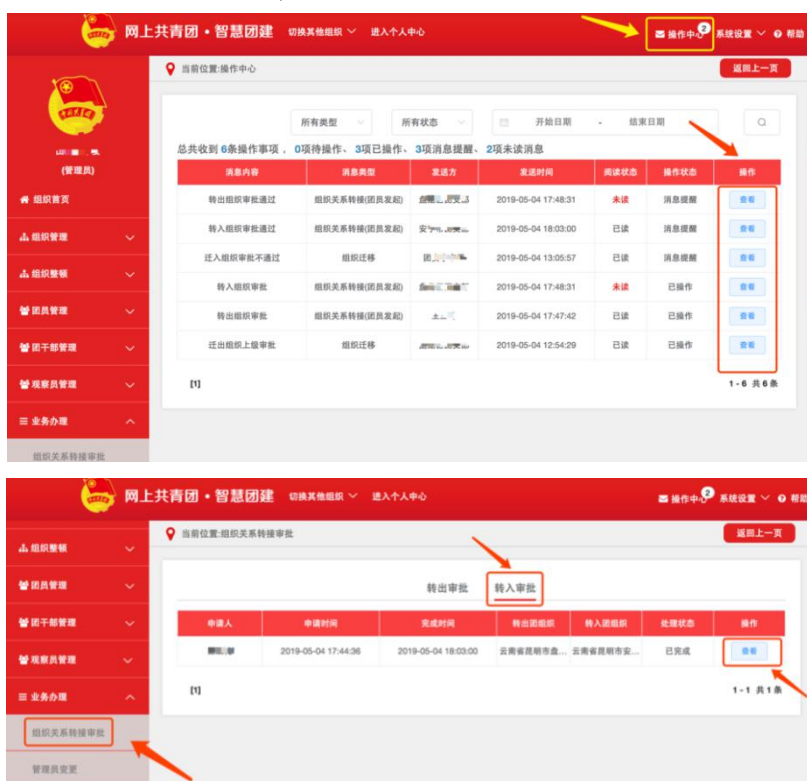 网上共青团·智慧团建 切换其他组织 进入个人中心 操作中心 2 系统设置 帮助
当前位置:操作中心 返回上一页
所有类型 所有状态 开始日期 - 结束日期
总共收到 6条操作事项, 0项待操作、 3项已操作、 3项消息提醒、 2项未读消息
(管理员)
消息内容 消息类型 发送方 发送时间 阅读状态 操作状态 操作
组织首页
转出组织审批通过 组织关系转接(团员发起) 2019-05-04 17:48:31 未读 消息提醒 查看
组织管理
转入组织审批通过 组织关系转接(团员发起) 2019-05-04 18:03:00 已读 消息提醒 查看
迁入组织审批不通过 组织迁移 2019-05-04 13:05:57 已读 消息提醒 查看
组织整顿
转入组织审批 组织关系转接(团员发起) 2019-05-04 17:48:31 未读 已操作 查看
团员管理
转出组织审批 组织关系转接(团员发起) 2019-05-04 17:47:42 已读 已操作 查看
团干部管理
迁出组织上级审批 组织迁移 2019-05-04 12:54:29 已读 已操作 查看
观察员管理
[1] 1-6 共6条
业务办理
组织关系转接审批
网上共青团·智慧团建 切换其他组织 进入个人中心 操作中心 2 系统设置 帮助
当前位置:组织关系转接审批 返回上一页
组织整顿
转出审批 转入审批
团员管理
申请人 申请时间 完成时间 转出团组织 转入团组织 处理状态 操作
团干部管理
2019-05-04 17:44:36 2019-05-04 18:03:00 云南省昆明市盘... 云南省昆明市安... 已完成 查看
观察员管理
[1] 1-1 共1条
业务办理
组织关系转接审批
管理员变更